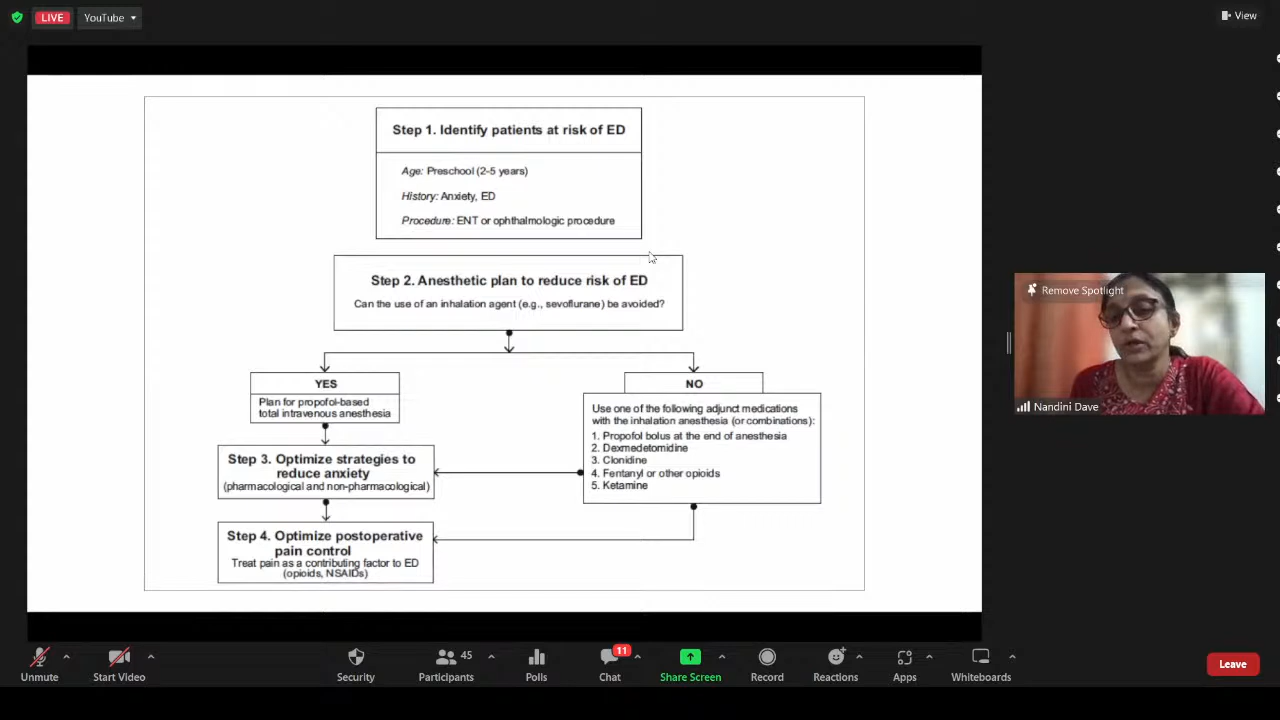 LIVE
YouTube
View
Step 1. Identify patients at risk of ED
Age: Preschool (2-5 years)
History: Anxiety, ED
Procedure: ENT or ophthalmologic procedure
Step 2. Anesthetic plan to reduce risk of ED
Can the use of an inhalation agent (e.g., sevoflurane) be avoided?
YES
Plan for propofol-based
total intravenous anesthesia
NO
Use one of the following adjunct medications
with the inhalation anesthesia (or combinations):
1. Propofol bolus at the end of anesthesia
2. Dexmedetomidine
3. Clonidine
4. Fentanyl or other opioids
5. Ketamine
Step 3. Optimize strategies to
reduce anxiety
(pharmacological and non-pharmacological)
Step 4. Optimize postoperative
pain control
Treat pain as a contributing factor to ED
(opioids, NSAIDs)
Remove Spotlight
Nandini Dave
Unmute
Start Video
Security
45
Participants
Polls
11
Chat
Share Screen
Record
Reactions
Apps
Whiteboards
Leave